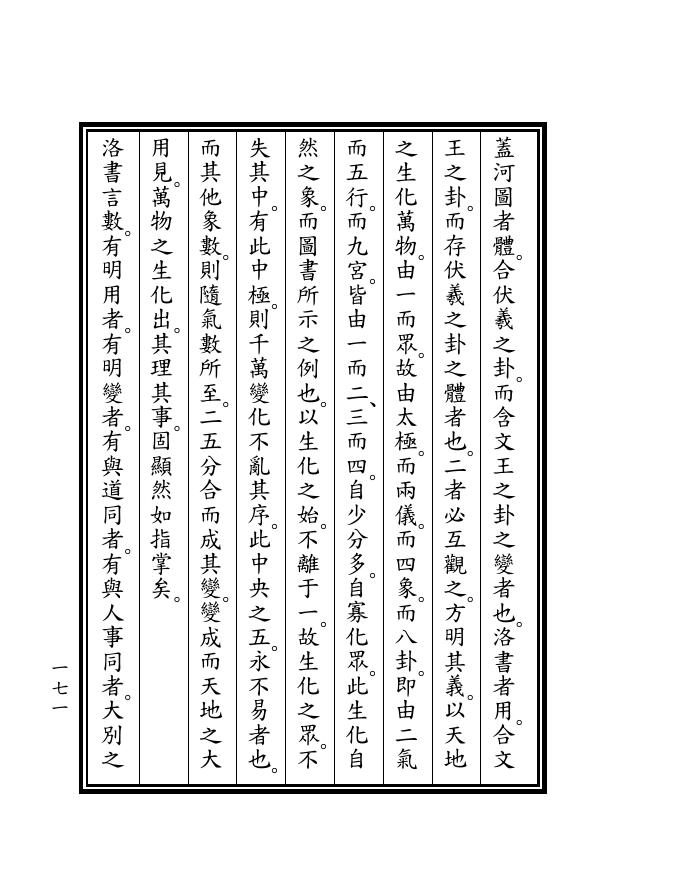 蓋河圖者體。合伏羲之卦。而含文王之卦之變者也。洛書者用。合文
王之卦。而存伏羲之卦之體者也。二者必互觀之。方明其義。以天地
之生化萬物。由一而眾。故由太極。而兩儀。而四象。而八卦。即由二氣
而五行。而九宮。皆由一而二、三而四。自少分多。自寡化眾。此生化自
然之象。而圖書所示之例也。以生化之始。不離于一。故生化之眾。不
失其中。有此中極。則千萬變化不亂其序。此中央之五。永不易者也。
而其他象數。則隨氣數所至。二五分合而成其變。變成而天地之大
用見。萬物之生化出。其理其事。固顯然如指掌矣。
洛書言數。有明用者。有明變者。有與道同者。有與人事同者。大別之
一七一